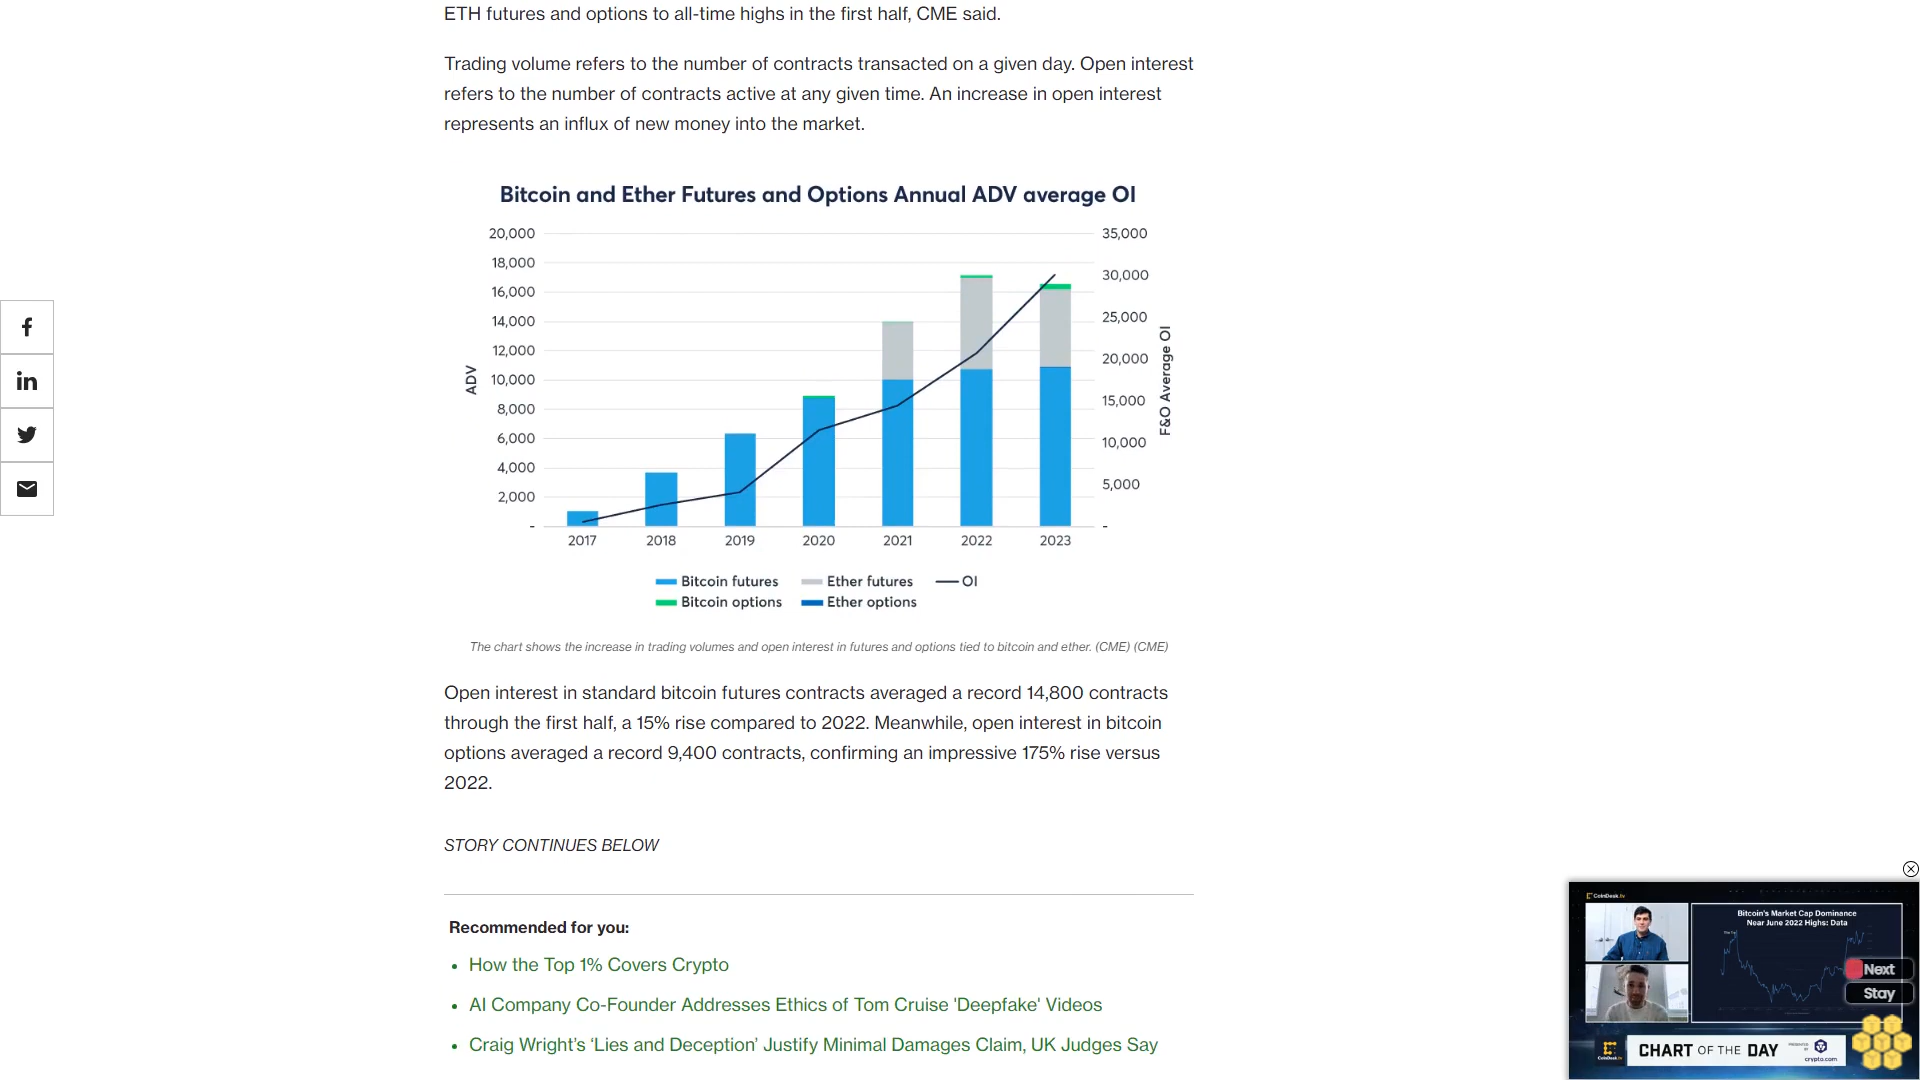 ETH futures and options to all-time highs in the first half, CME said.
Trading volume refers to the number of contracts transacted on a given day. Open interest
refers to the number of contracts active at any given time. An increase in open interest
represents an influx of new money into the market.
Bitcoin and Ether Futures and Options Annual ADV average OI
20,000
18,000
16,000
14,000
12,000
10,000
8,000
6,000
4,000
2,000
-
ADV
35,000
30,000
25,000
20,000
15,000
10,000
5,000
-
F&O Average OI
2017 2018 2019 2020 2021 2022 2023
Bitcoin futures Ether futures OI
Bitcoin options Ether options
The chart shows the increase in trading volumes and open interest in futures and options tied to bitcoin and ether. (CME) (CME)
Open interest in standard bitcoin futures contracts averaged a record 14,800 contracts
through the first half, a 15% rise compared to 2022. Meanwhile, open interest in bitcoin
options averaged a record 9,400 contracts, confirming an impressive 175% rise versus
2022.
STORY CONTINUES BELOW
Recommended for you:
• How the Top 1% Covers Crypto
• AI Company Co-Founder Addresses Ethics of Tom Cruise 'Deepfake' Videos
• Craig Wright's ‘Lies and Deception’ Justify Minimal Damages Claim, UK Judges Say
CoinDesk.tv
Bitcoin's Market Cap Dominance
Near June 2022 Highs: Data
Next
Stay
CoinDesk.tv
CHART OF THE DAY
PRESENTED BY
crypto.com